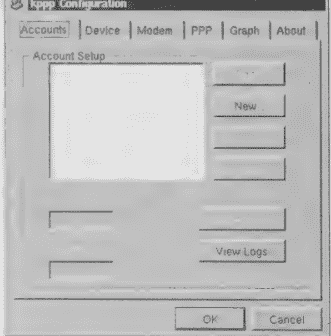 kppp Configuration
Accounts Device Modem PPP Graph About
Account Setup
New
View Logs
OK Cancel